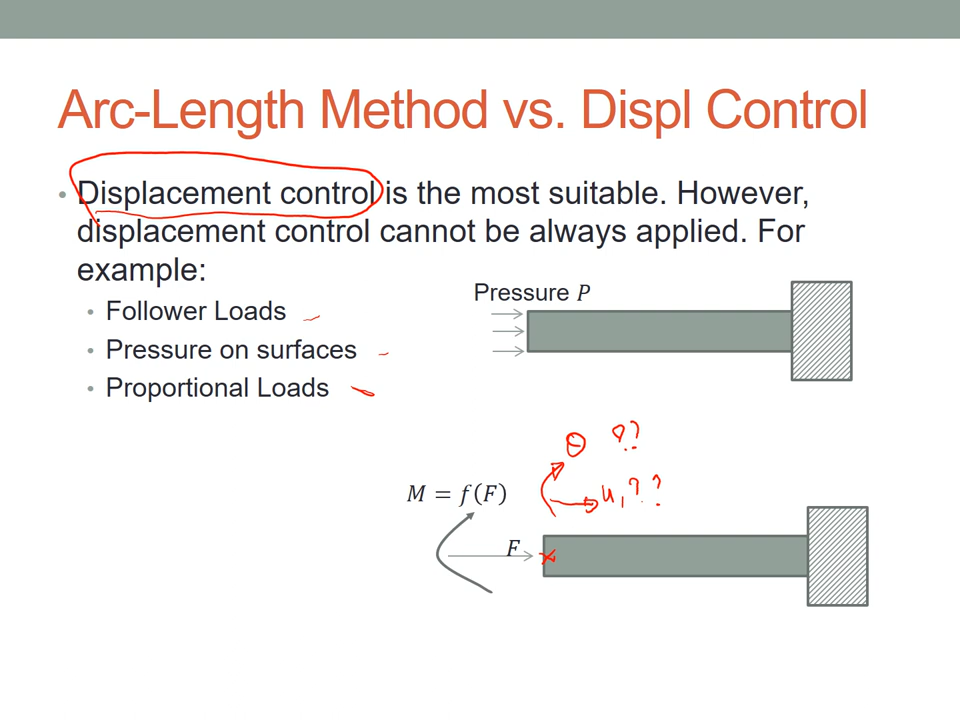 Arc-Length Method vs. Displ Control
• Displacement control is the most suitable. However,
displacement control cannot be always applied. For
example:
• Follower Loads
• Pressure on surfaces
• Proportional Loads
Pressure P
θ ??
M = f(F)
u, ??
F